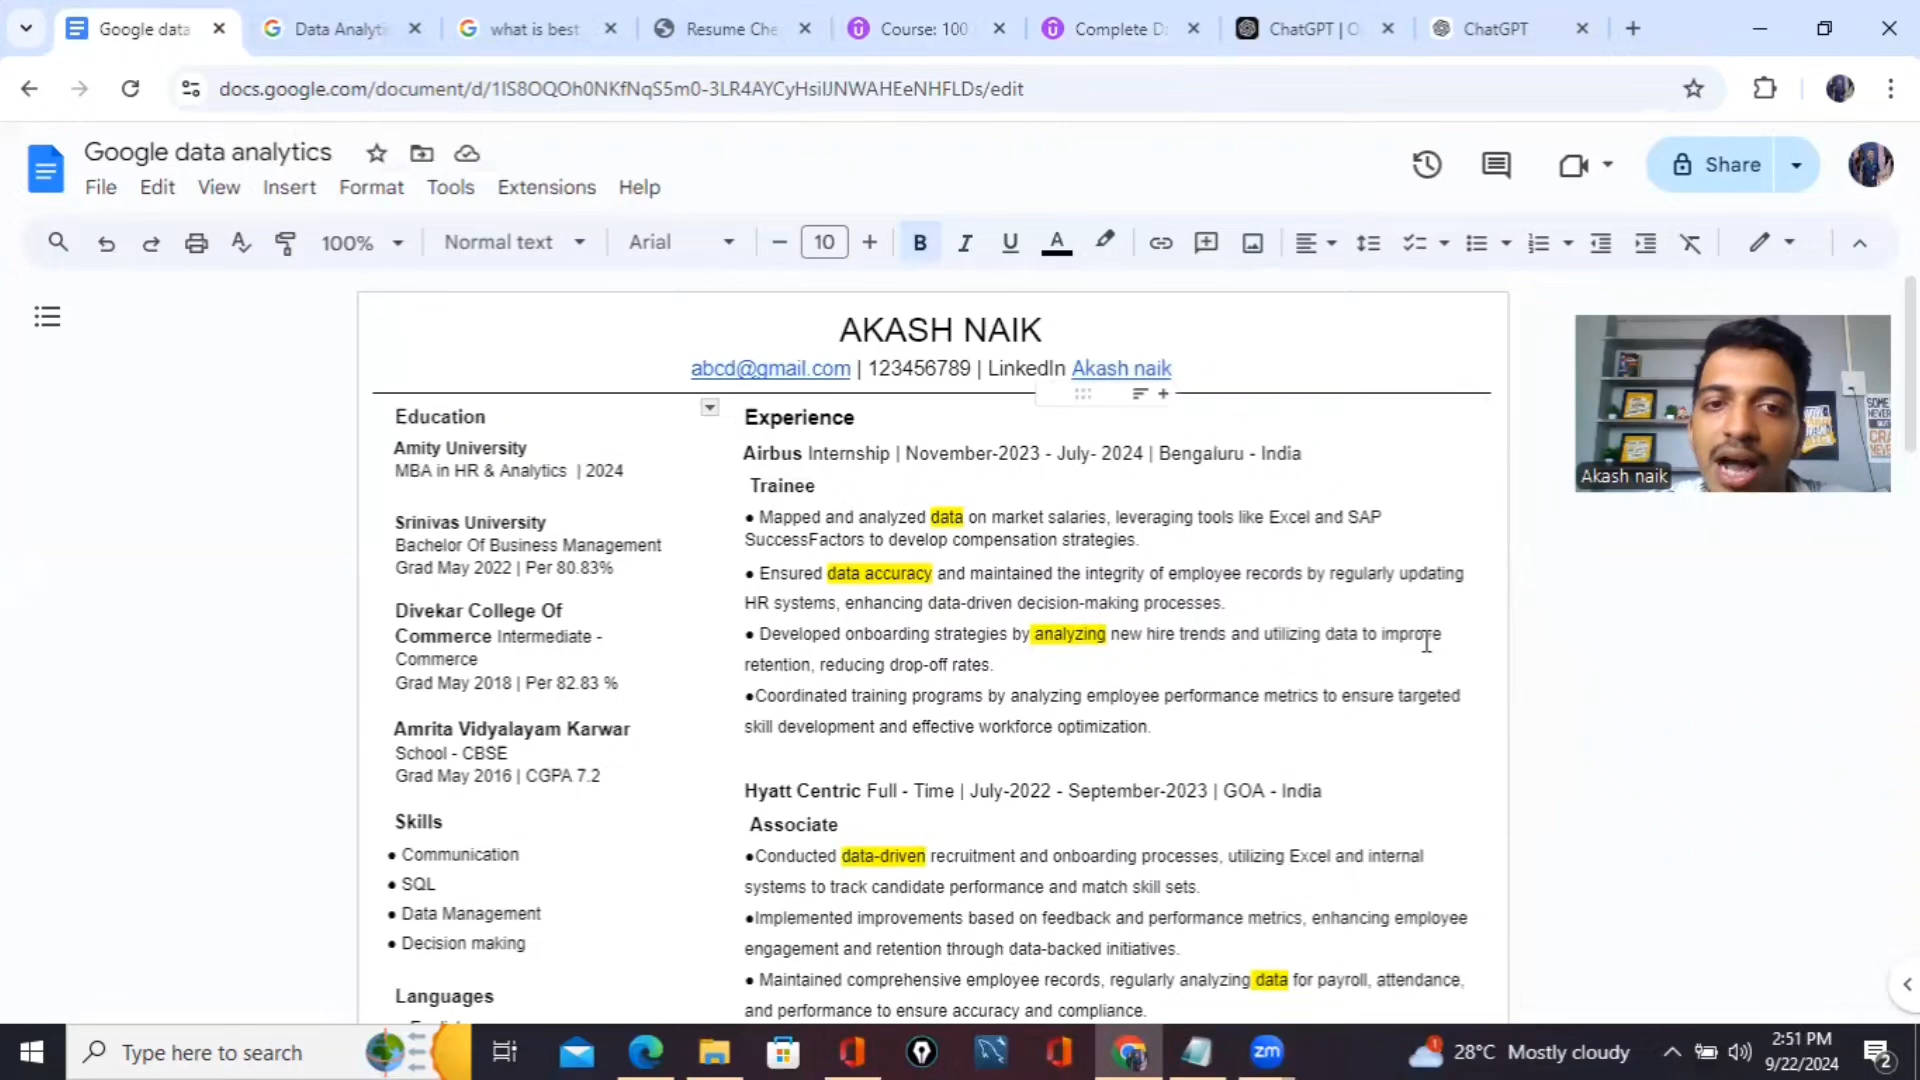 Google data
Data Analyti
what is best
Resume Che
Course: 100
Complete D
ChatGPT | O
ChatGPT
docs.google.com/document/d/1IS8OQOh0NKfNqS5m0-3LR4AYCyHsiIJNWAHEeNHFLDs/edit
Google data analytics
File Edit View Insert Format Tools Extensions Help
Share
100% Normal text Arial 10 B I U A
AKASH NAIK
abcd@gmail.com | 123456789 | LinkedIn Akash naik
Education
Amity University
MBA in HR & Analytics | 2024
Srinivas University
Bachelor Of Business Management
Grad May 2022 | Per 80.83%
Divekar College Of
Commerce Intermediate -
Commerce
Grad May 2018 | Per 82.83 %
Amrita Vidyalayam Karwar
School - CBSE
Grad May 2016 | CGPA 7.2
Skills
● Communication
● SQL
● Data Management
● Decision making
Languages
Experience
Airbus Internship | November-2023 - July- 2024 | Bengaluru - India
Trainee
● Mapped and analyzed data on market salaries, leveraging tools like Excel and SAP
SuccessFactors to develop compensation strategies.
● Ensured data accuracy and maintained the integrity of employee records by regularly updating
HR systems, enhancing data-driven decision-making processes.
● Developed onboarding strategies by analyzing new hire trends and utilizing data to improve
retention, reducing drop-off rates.
●Coordinated training programs by analyzing employee performance metrics to ensure targeted
skill development and effective workforce optimization.
Hyatt Centric Full - Time | July-2022 - September-2023 | GOA - India
Associate
●Conducted data-driven recruitment and onboarding processes, utilizing Excel and internal
systems to track candidate performance and match skill sets.
●Implemented improvements based on feedback and performance metrics, enhancing employee
engagement and retention through data-backed initiatives.
● Maintained comprehensive employee records, regularly analyzing data for payroll, attendance,
and performance to ensure accuracy and compliance.
SOME
NEVER
Akash naik
Type here to search
zm
28°C Mostly cloudy
2:51 PM
9/22/2024
2